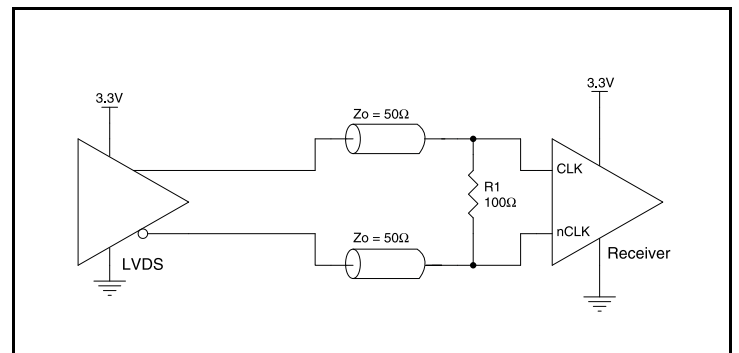 3.3V
3.3V
Zo = 50Ω
CLK
R1
100Ω
nCLK
Zo = 50Ω
Receiver
LVDS